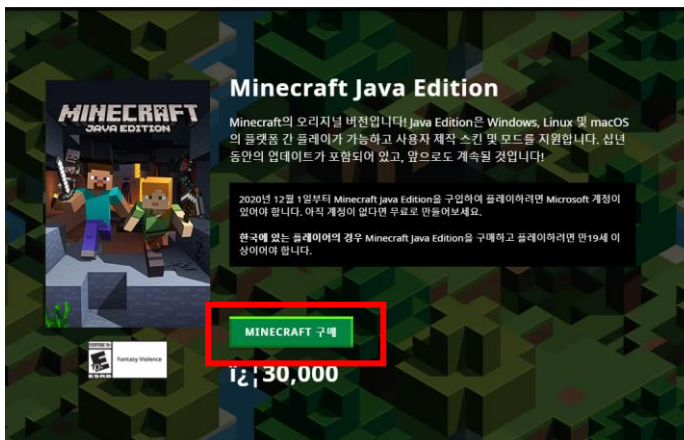 Minecraft Java Edition
MINECRAFT
JAVA EDITION
Minecraft의 오리지널 버전입니다! Java Edition은 Windows, Linux 및 macOS
의 플랫폼 간 플레이가 가능하고 사용자 제작 스킨 및 모드를 지원합니다. 십년
동안의 업데이트가 포함되어 있고, 앞으로도 계속될 것입니다!
2020년 12월 1일부터 Minecraft Java Edition을 구입하여 플레이하려면 Microsoft 계정이
있어야 합니다. 아직 계정이 없다면 무료로 만들어보세요.
한국에 있는 플레이어의 경우 Minecraft Java Edition을 구매하고 플레이하려면 만19세 이
상이어야 합니다.
MINECRAFT 구매
EVERYONE 10+
E
ESRB
Fantasy Violence
ï¿¦30,000